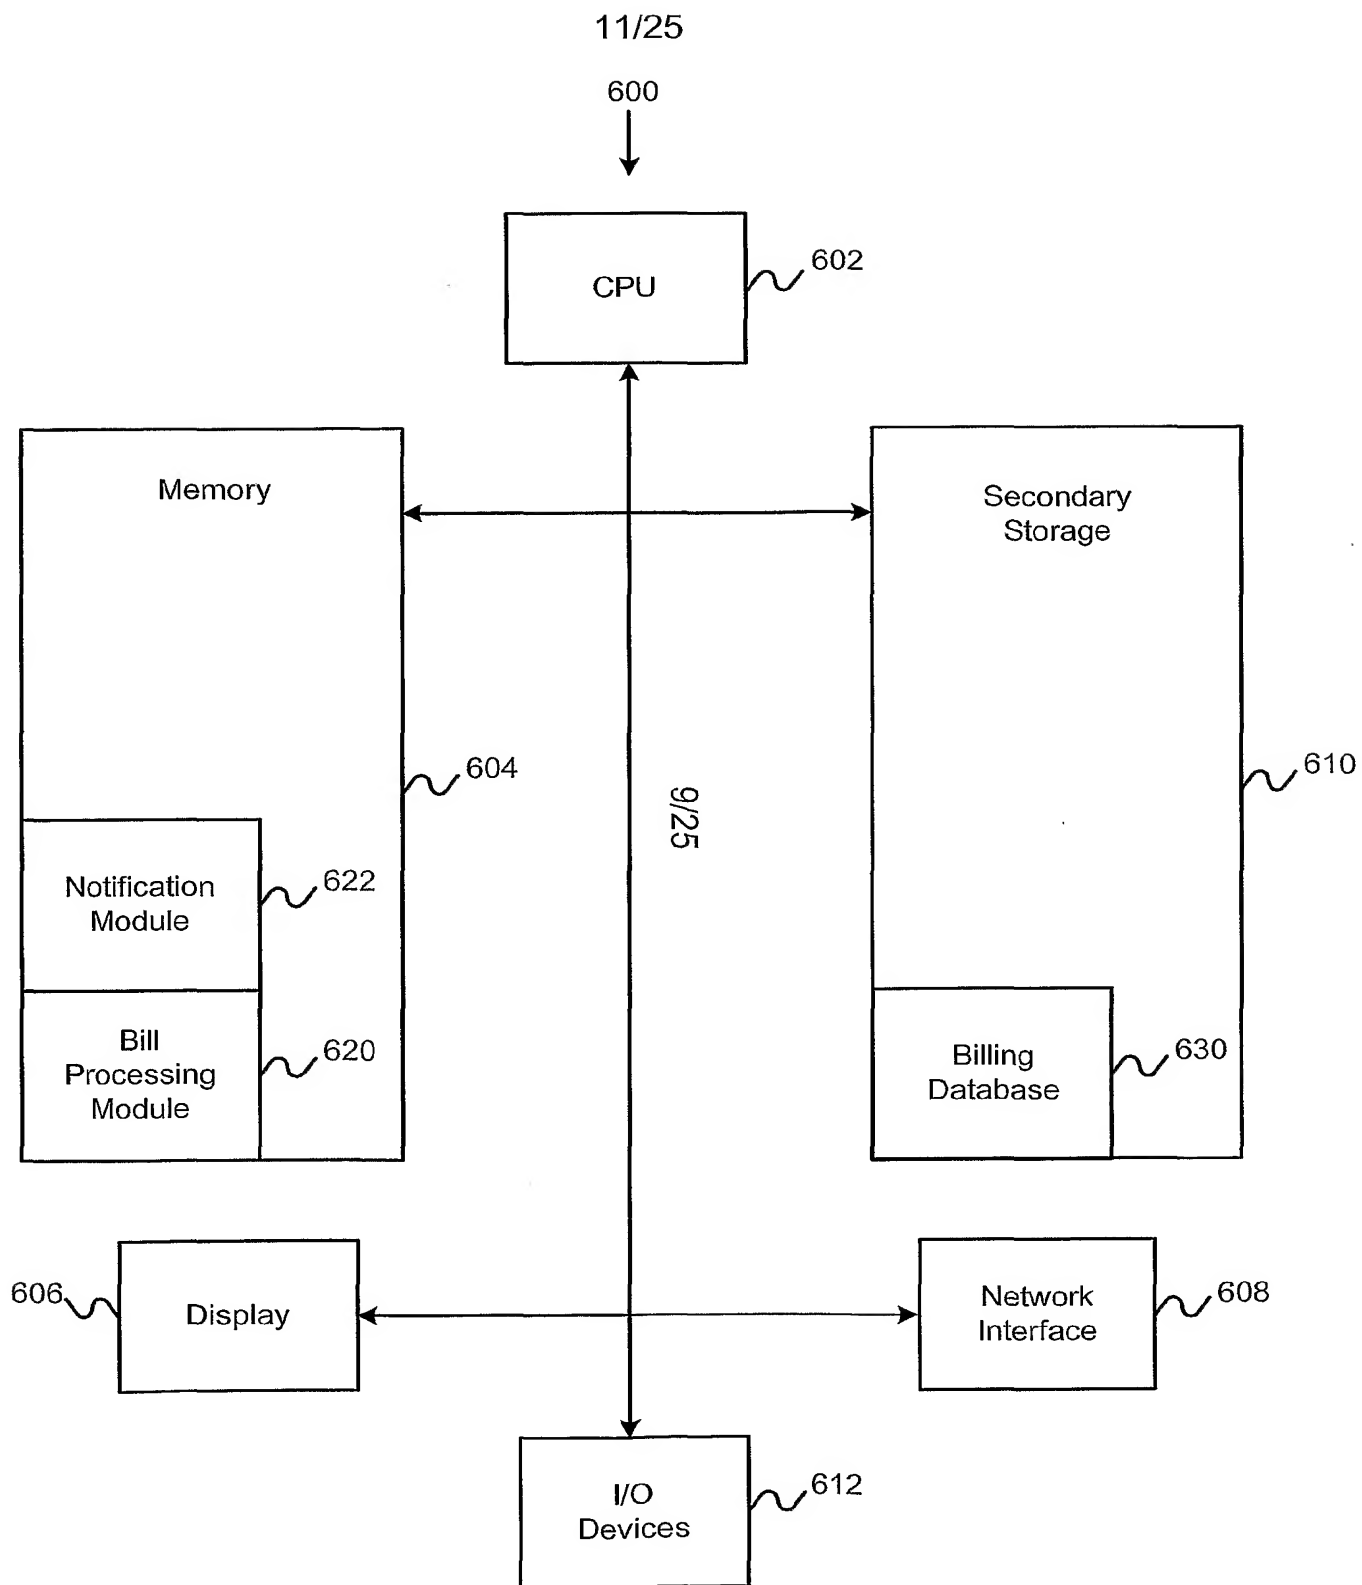 11/25
600
CPU
602
Memory
Secondary
Storage
604
610
9/25
Notification
Module
622
Bill
Processing
Module
620
Billing
Database
630
606
Display
Network
Interface
608
I/O
Devices
612